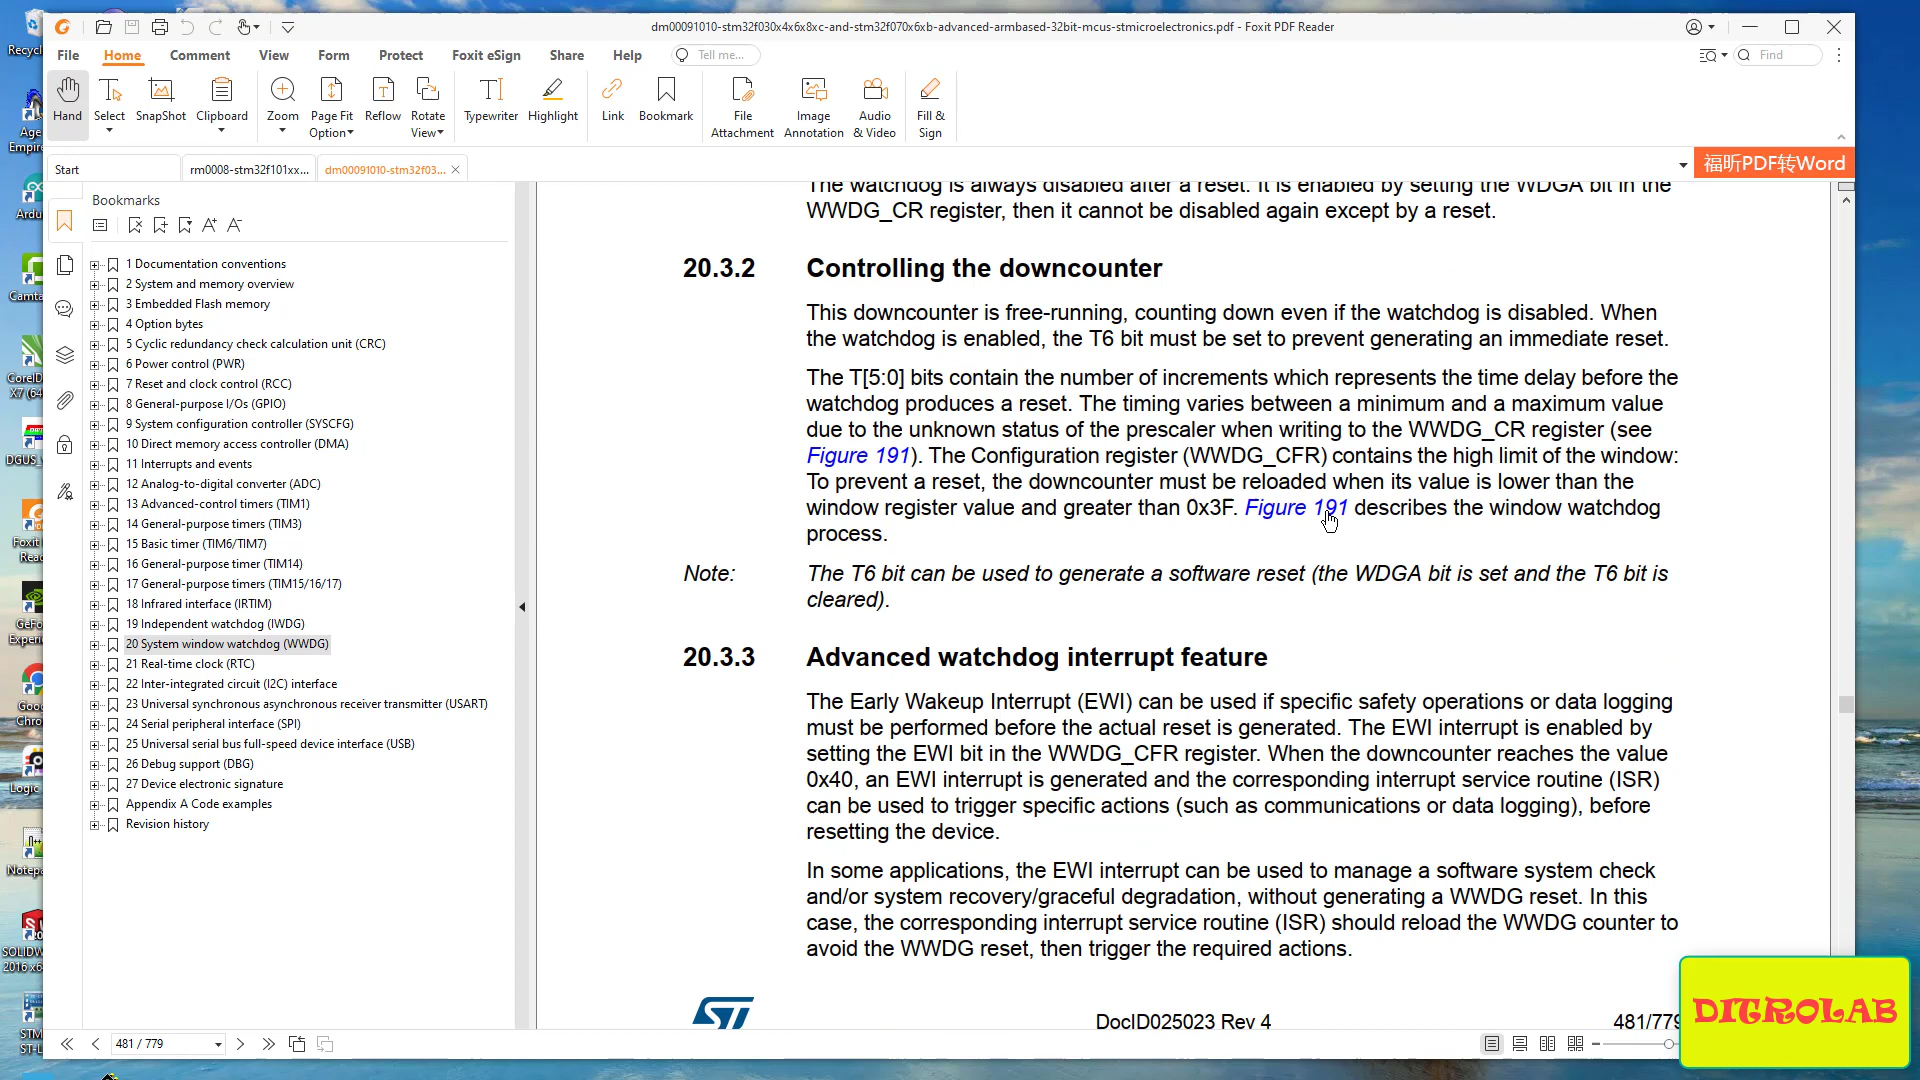 dm00091010-stm32f030x4x6x8xc-and-stm32f070x6xb-advanced-armbased-32bit-mcus-stmicroelectronics.pdf - Foxit PDF Reader
File Home Comment View Form Protect Foxit eSign Share Help Tell me... Find
Hand Select SnapShot Clipboard Zoom Page Fit Option Reflow Rotate View Typewriter Highlight Link Bookmark File Attachment Image Annotation Audio & Video Fill & Sign
Start rm0008-stm32f101xx... dm00091010-stm32f03... 福昕PDF转Word
Bookmarks
1 Documentation conventions
2 System and memory overview
3 Embedded Flash memory
4 Option bytes
5 Cyclic redundancy check calculation unit (CRC)
6 Power control (PWR)
7 Reset and clock control (RCC)
8 General-purpose I/Os (GPIO)
9 System configuration controller (SYSCFG)
10 Direct memory access controller (DMA)
11 Interrupts and events
12 Analog-to-digital converter (ADC)
13 Advanced-control timers (TIM1)
14 General-purpose timers (TIM3)
15 Basic timer (TIM6/TIM7)
16 General-purpose timer (TIM14)
17 General-purpose timers (TIM15/16/17)
18 Infrared interface (IRTIM)
19 Independent watchdog (IWDG)
20 System window watchdog (WWDG)
21 Real-time clock (RTC)
22 Inter-integrated circuit (I2C) interface
23 Universal synchronous asynchronous receiver transmitter (USART)
24 Serial peripheral interface (SPI)
25 Universal serial bus full-speed device interface (USB)
26 Debug support (DBG)
27 Device electronic signature
Appendix A Code examples
Revision history
The watchdog is always disabled after a reset. It is enabled by setting the WDGA bit in the
WWDG_CR register, then it cannot be disabled again except by a reset.
20.3.2 Controlling the downcounter
This downcounter is free-running, counting down even if the watchdog is disabled. When
the watchdog is enabled, the T6 bit must be set to prevent generating an immediate reset.
The T[5:0] bits contain the number of increments which represents the time delay before the
watchdog produces a reset. The timing varies between a minimum and a maximum value
due to the unknown status of the prescaler when writing to the WWDG_CR register (see
Figure 191). The Configuration register (WWDG_CFR) contains the high limit of the window:
To prevent a reset, the downcounter must be reloaded when its value is lower than the
window register value and greater than 0x3F. Figure 191 describes the window watchdog
process.
Note: The T6 bit can be used to generate a software reset (the WDGA bit is set and the T6 bit is
cleared).
20.3.3 Advanced watchdog interrupt feature
The Early Wakeup Interrupt (EWI) can be used if specific safety operations or data logging
must be performed before the actual reset is generated. The EWI interrupt is enabled by
setting the EWI bit in the WWDG_CFR register. When the downcounter reaches the value
0x40, an EWI interrupt is generated and the corresponding interrupt service routine (ISR)
can be used to trigger specific actions (such as communications or data logging), before
resetting the device.
In some applications, the EWI interrupt can be used to manage a software system check
and/or system recovery/graceful degradation, without generating a WWDG reset. In this
case, the corresponding interrupt service routine (ISR) should reload the WWDG counter to
avoid the WWDG reset, then trigger the required actions.
ST DocID025023 Rev 4 481/779
481 / 779
DITROLAB